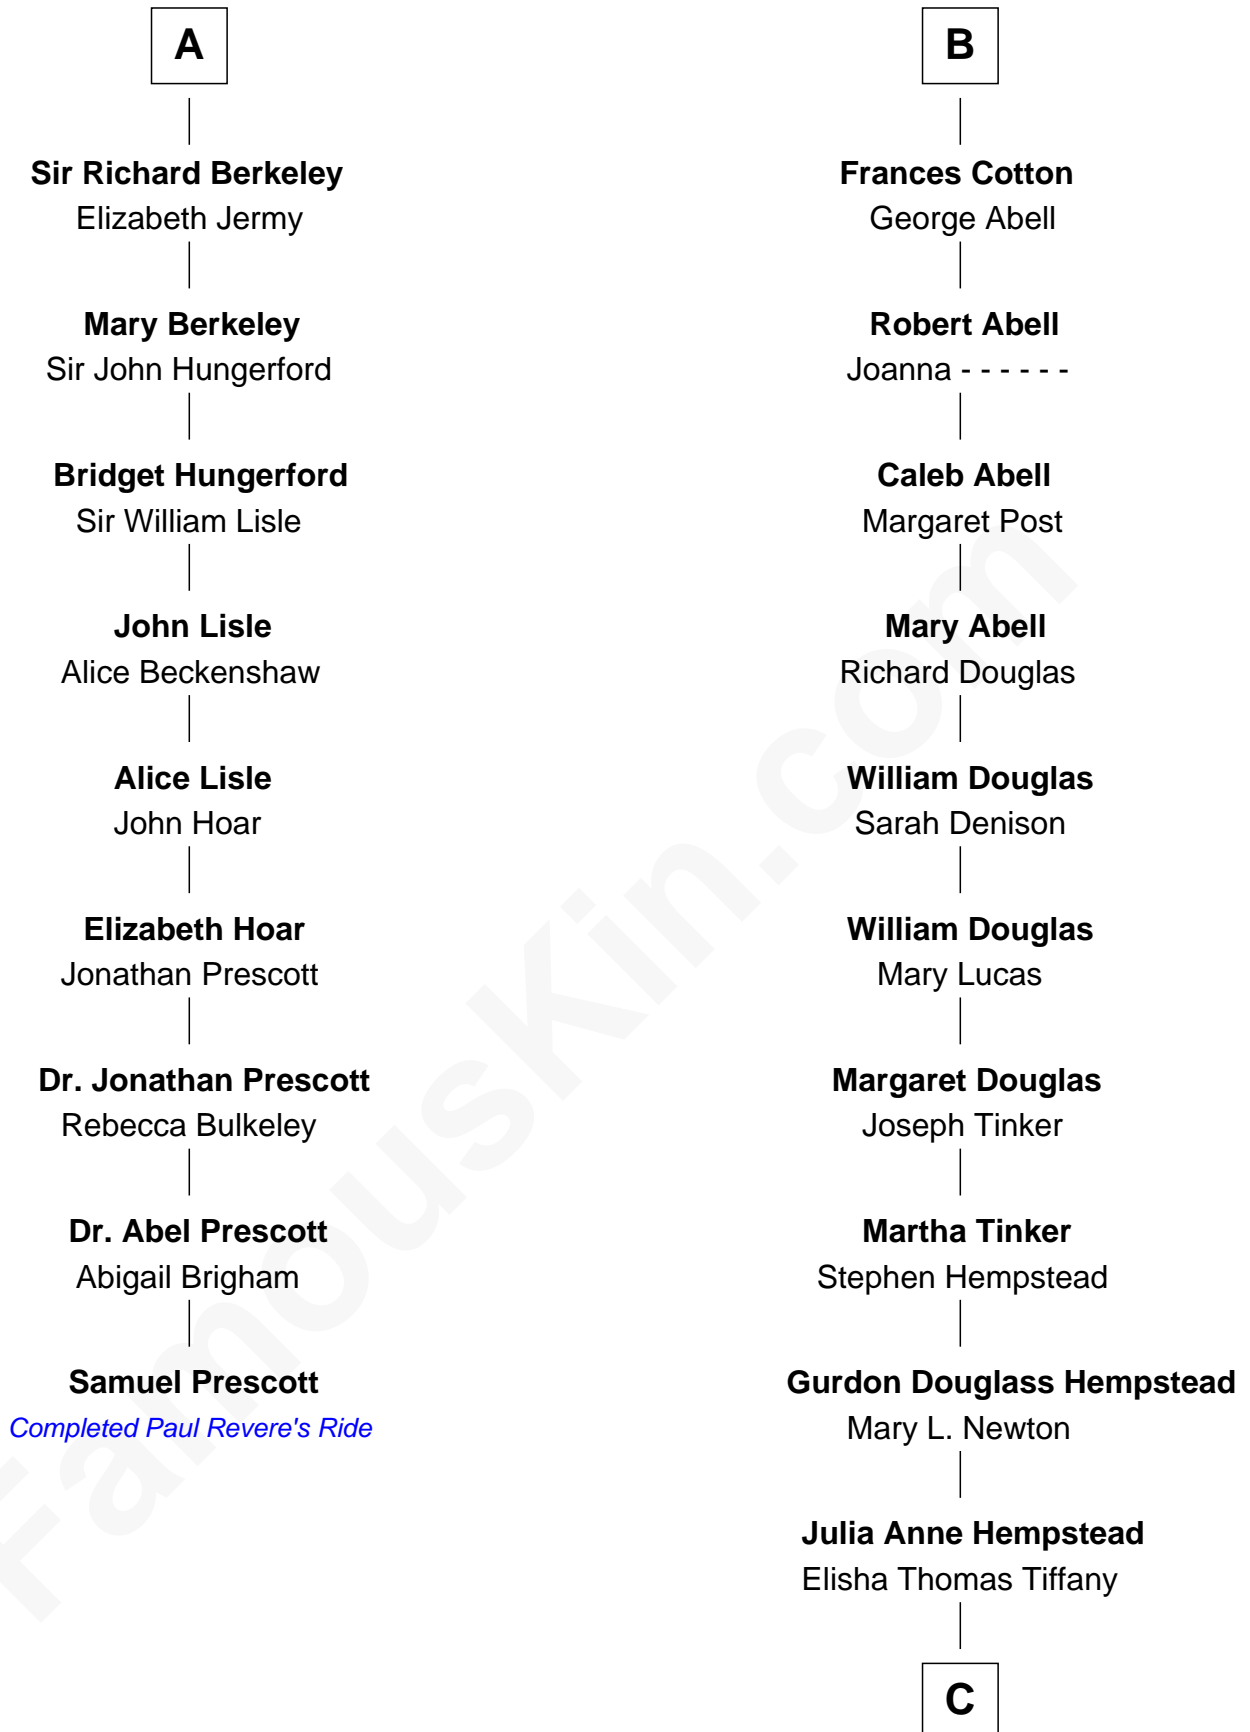 A
Sir Richard Berkeley
Elizabeth Jermy
Mary Berkeley
Sir John Hungerford
Bridget Hungerford
Sir William Lisle
John Lisle
Alice Beckenshaw
Alice Lisle
John Hoar
Elizabeth Hoar
Jonathan Prescott
Dr. Jonathan Prescott
Rebecca Bulkeley
Dr. Abel Prescott
Abigail Brigham
Samuel Prescott
Completed Paul Revere's Ride
B
Frances Cotton
George Abell
Robert Abell
Joanna - - - - - -
Caleb Abell
Margaret Post
Mary Abell
Richard Douglas
William Douglas
Sarah Denison
William Douglas
Mary Lucas
Margaret Douglas
Joseph Tinker
Martha Tinker
Stephen Hempstead
Gurdon Douglass Hempstead
Mary L. Newton
Julia Anne Hempstead
Elisha Thomas Tiffany
C
FamousKin.com